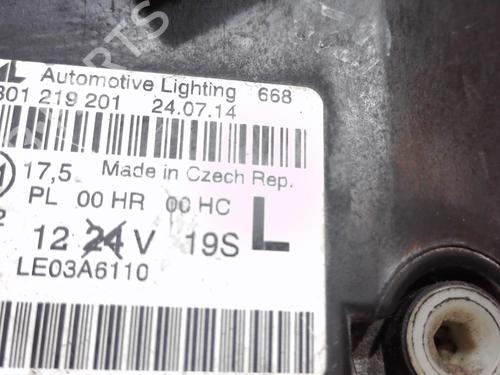 AL Automotive Lighting 668
301 219 201 24.07.14
17,5 Made in Czech Rep.
PL 00 HR 00 HC
12 24 V 19S L
LE03A6110